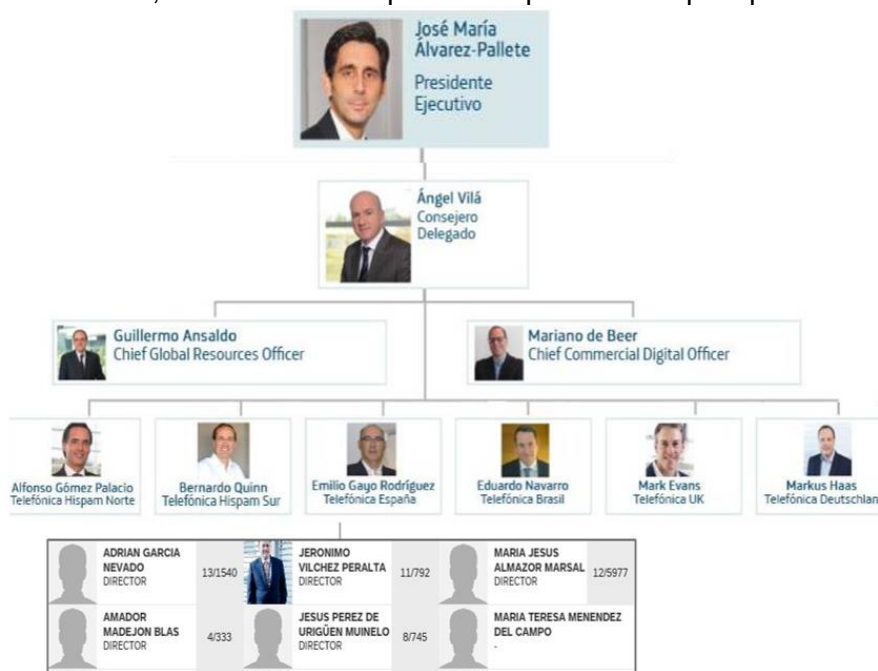 José María
Álvarez-Pallete
Presidente
Ejecutivo
Ángel Vilá
Consejero
Delegado
Guillermo Ansaldo
Chief Global Resources Officer
Mariano de Beer
Chief Commercial Digital Officer
Alfonso Gómez Palacio
Telefónica Hispam Norte
Bernardo Quinn
Telefónica Hispam Sur
Emilio Gayo Rodríguez
Telefónica España
Eduardo Navarro
Telefónica Brasil
Mark Evans
Telefónica UK
Markus Haas
Telefónica Deutschlan
ADRIAN GARCIA
NEVADO
DIRECTOR
13/1540
JERONIMO
VILCHEZ PERALTA
DIRECTOR
11/792
MARIA JESUS
ALMAZOR MARSAL
DIRECTOR
12/5977
AMADOR
MADEJON BLAS
DIRECTOR
4/333
JESUS PEREZ DE
URIGÜEN MUINELO
DIRECTOR
8/745
MARIA TERESA MENENDEZ
DEL CAMPO
-